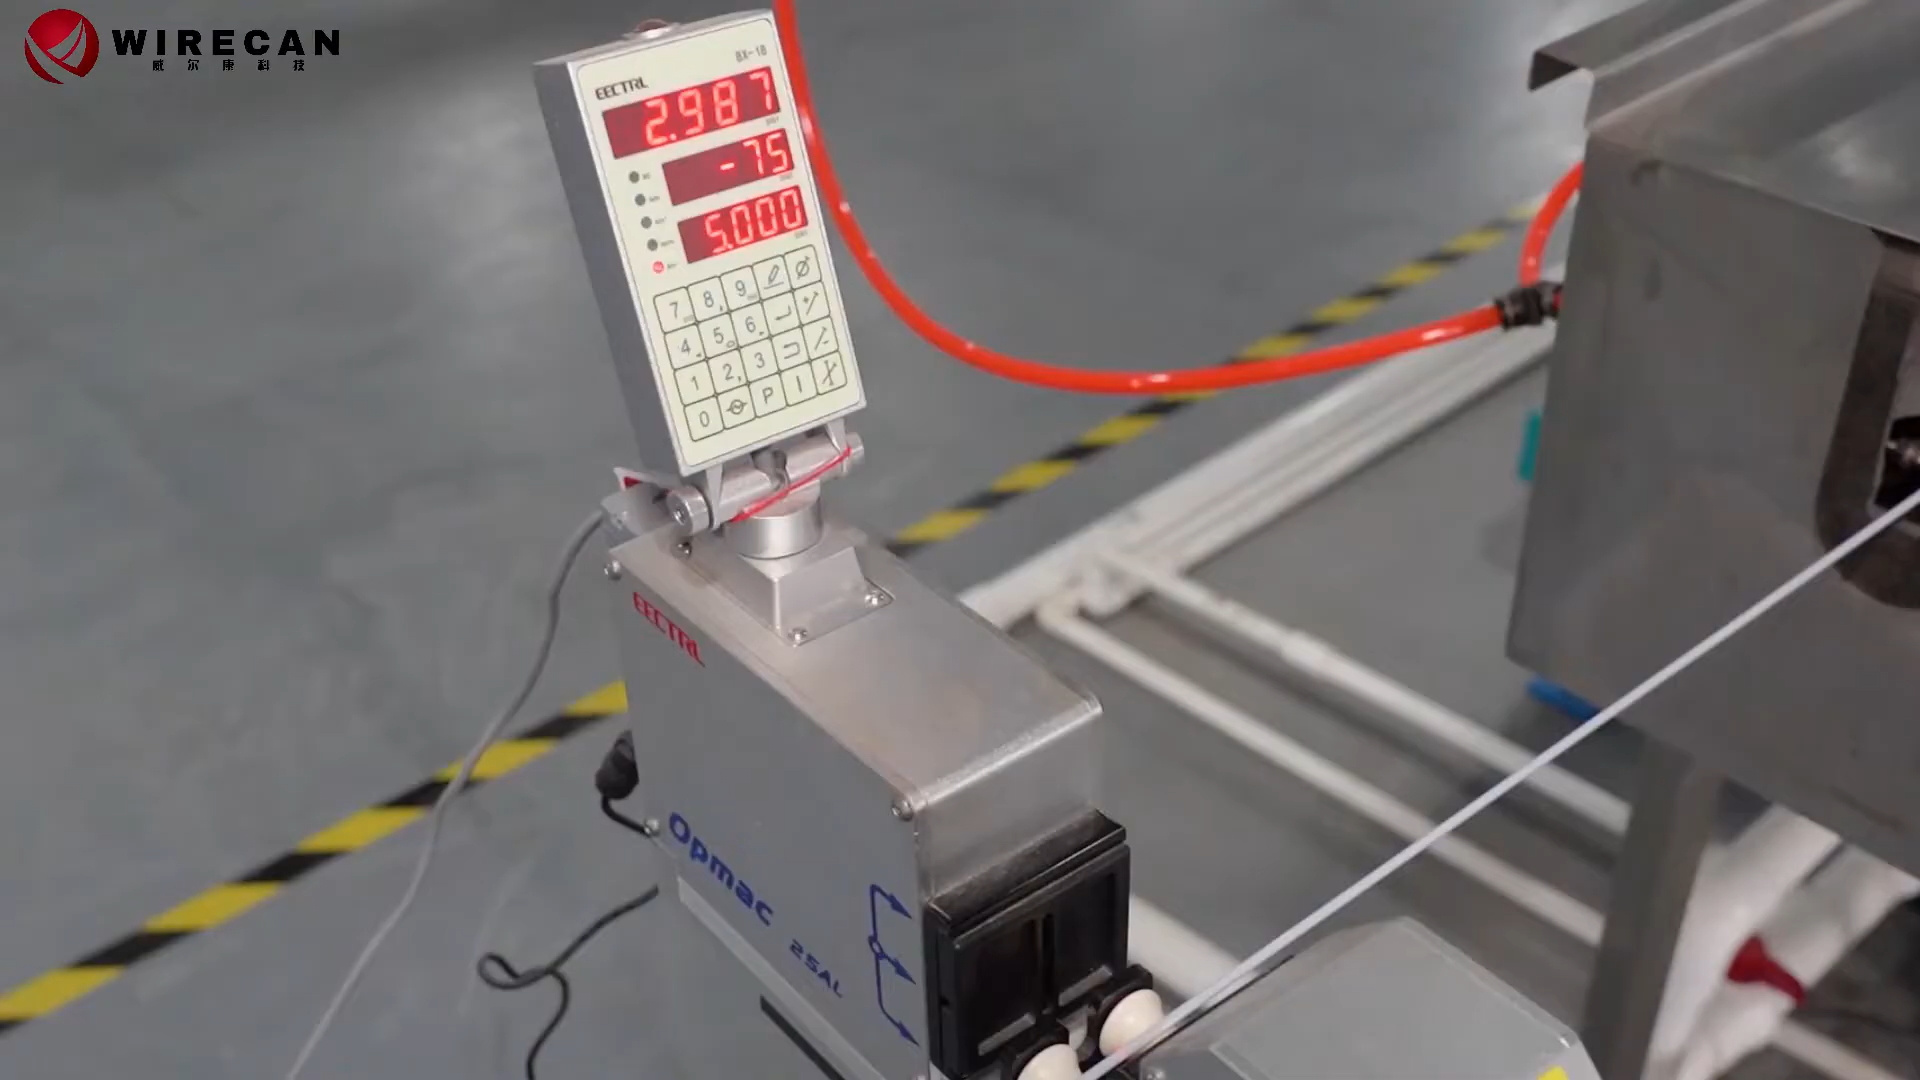 WIRECAN
威尔康科技
BX-1B
EECTRL
2.987
-75
5.000
7 8 9
4 5 6
1 2 3
0 P
EECTRL
Opmac
25AL